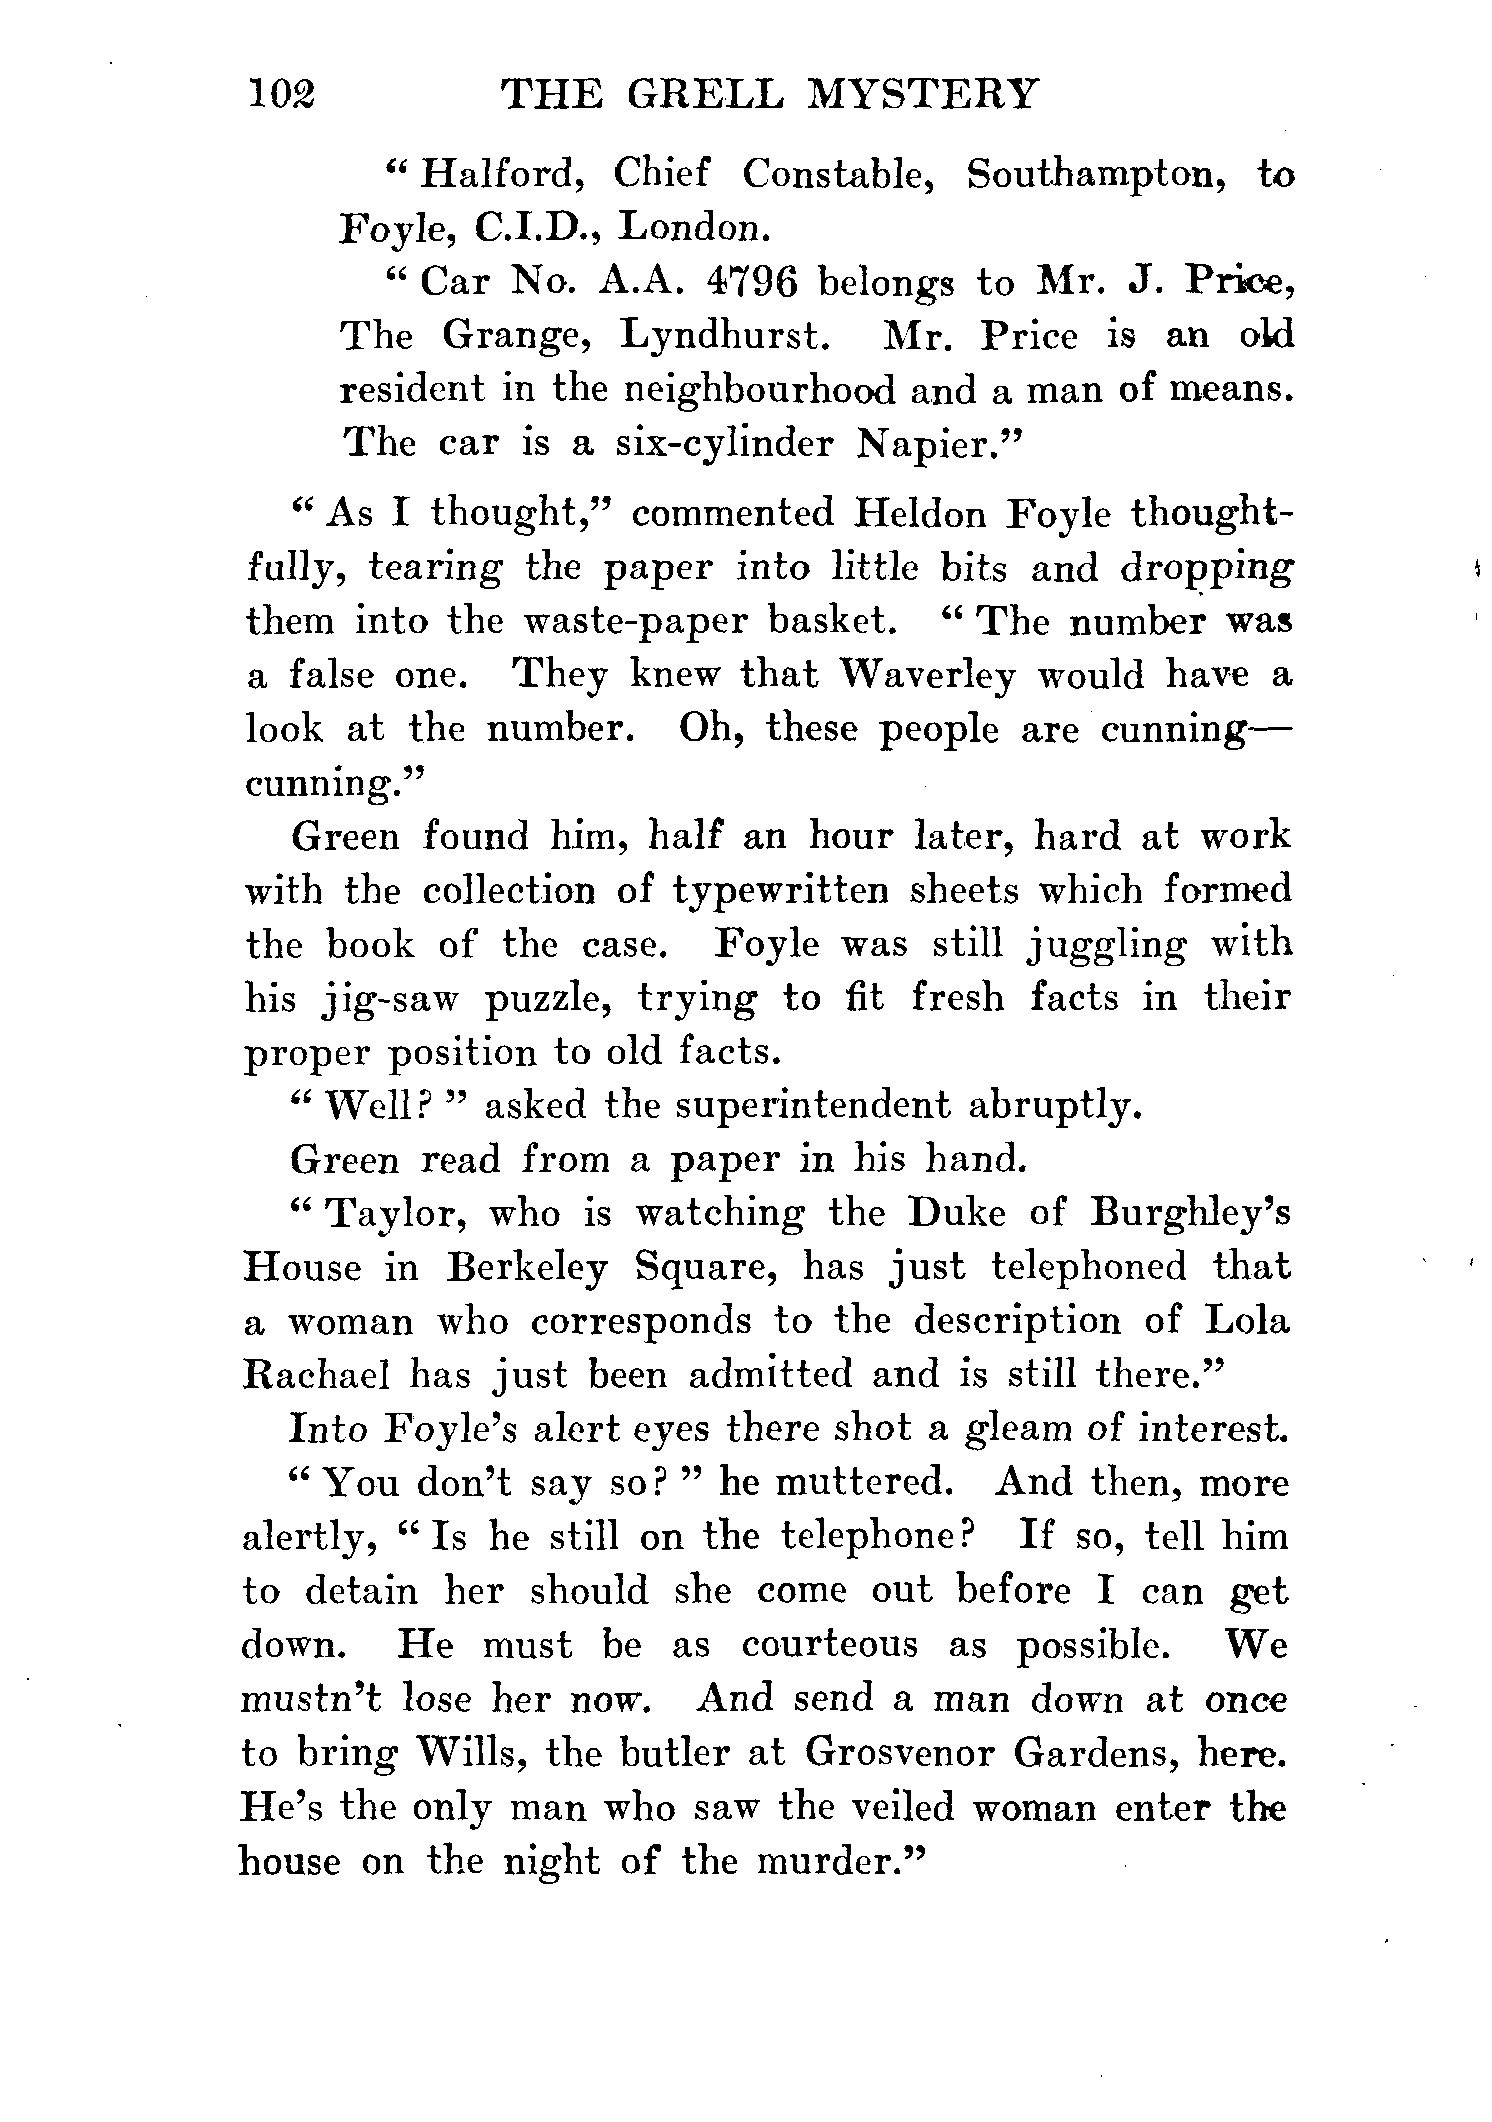 102 THE GRELL MYSTERY
“ Halford, Chief Constable, Southampton, to
Foyle, C.I.D., London.
“ Car No. A.A. 4796 belongs to Mr. J. Price,
The Grange, Lyndhurst. Mr. Price is an old
resident in the neighbourhood and a man of means.
The car is a six-cylinder Napier.”
“ As I thought,” commented Heldon Foyle thought-
fully, tearing the paper into little bits and dropping
them into the waste-paper basket. “ The number was
a false one. They knew that Waverley would have a
look at the number. Oh, these people are cunning—
cunning.”
Green found him, half an hour later, hard at work
with the collection of typewritten sheets which formed
the book of the case. Foyle was still juggling with
his jig-saw puzzle, trying to fit fresh facts in their
proper position to old facts.
“ Well? ” asked the superintendent abruptly.
Green read from a paper in his hand.
“ Taylor, who is watching the Duke of Burghley’s
House in Berkeley Square, has just telephoned that
a woman who corresponds to the description of Lola
Rachael has just been admitted and is still there.”
Into Foyle’s alert eyes there shot a gleam of interest.
“ You don’t say so? ” he muttered. And then, more
alertly, “ Is he still on the telephone? If so, tell him
to detain her should she come out before I can get
down. He must be as courteous as possible. We
mustn’t lose her now. And send a man down at once
to bring Wills, the butler at Grosvenor Gardens, here.
He’s the only man who saw the veiled woman enter the
house on the night of the murder.”